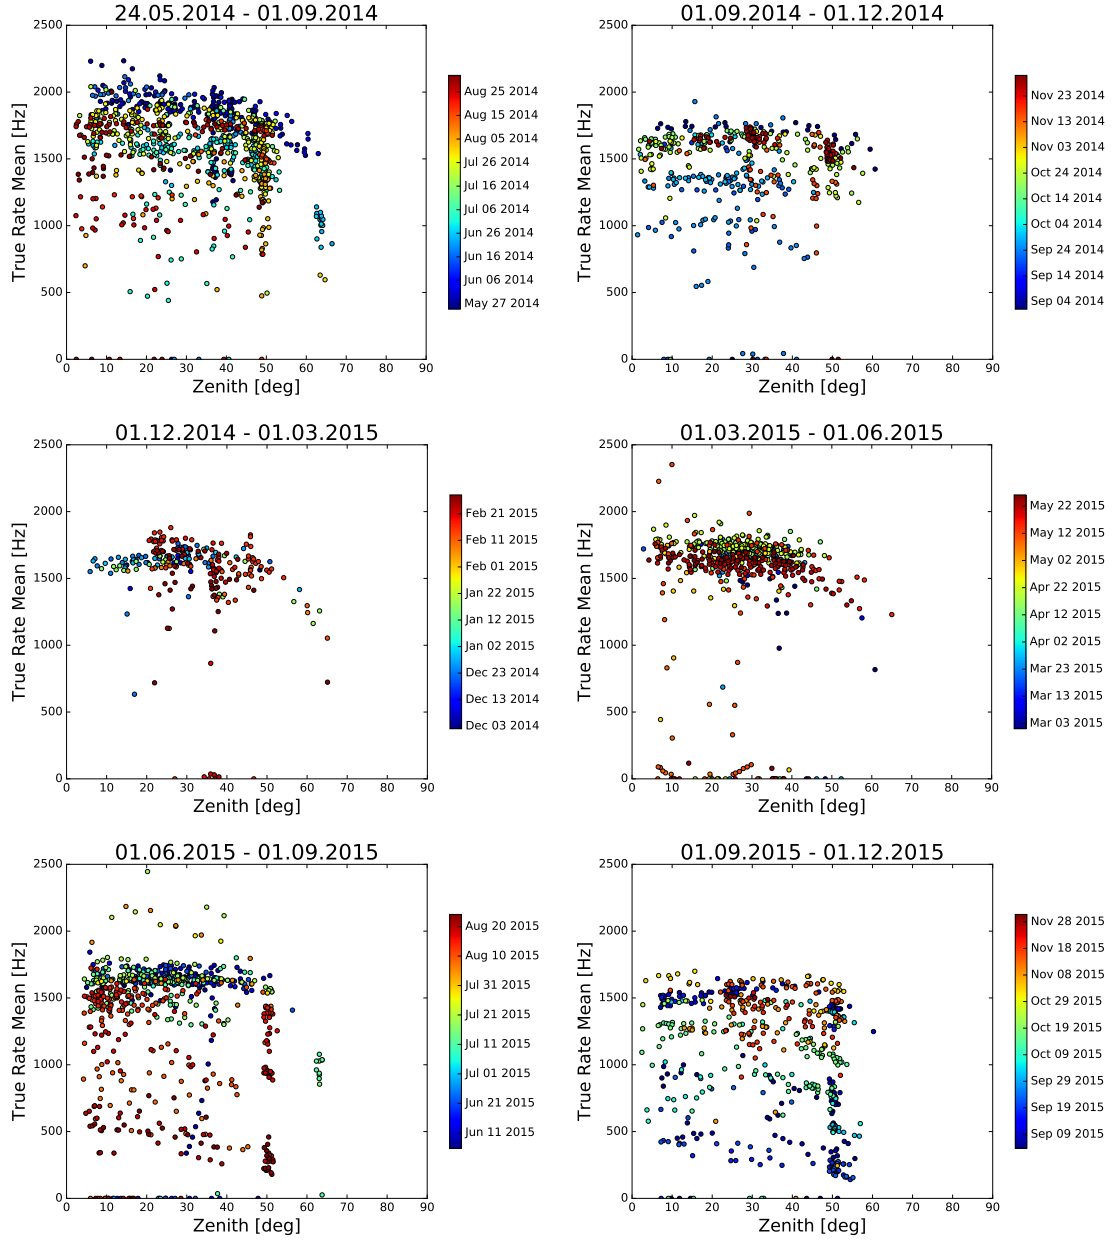 24.05.2014 - 01.09.2014
True Rate Mean [Hz]
2500
2000
1500
1000
500
0
0 10 20 30 40 50 60 70 80 90
Zenith [deg]
Aug 25 2014
Aug 15 2014
Aug 05 2014
Jul 26 2014
Jul 16 2014
Jul 06 2014
Jun 26 2014
Jun 16 2014
Jun 06 2014
May 27 2014
01.09.2014 - 01.12.2014
True Rate Mean [Hz]
2500
2000
1500
1000
500
0
0 10 20 30 40 50 60 70 80 90
Zenith [deg]
Nov 23 2014
Nov 13 2014
Nov 03 2014
Oct 24 2014
Oct 14 2014
Oct 04 2014
Sep 24 2014
Sep 14 2014
Sep 04 2014
01.12.2014 - 01.03.2015
True Rate Mean [Hz]
2500
2000
1500
1000
500
0
0 10 20 30 40 50 60 70 80 90
Zenith [deg]
Feb 21 2015
Feb 11 2015
Feb 01 2015
Jan 22 2015
Jan 12 2015
Jan 02 2015
Dec 23 2014
Dec 13 2014
Dec 03 2014
01.03.2015 - 01.06.2015
True Rate Mean [Hz]
2500
2000
1500
1000
500
0
0 10 20 30 40 50 60 70 80 90
Zenith [deg]
May 22 2015
May 12 2015
May 02 2015
Apr 22 2015
Apr 12 2015
Apr 02 2015
Mar 23 2015
Mar 13 2015
Mar 03 2015
01.06.2015 - 01.09.2015
True Rate Mean [Hz]
2500
2000
1500
1000
500
0
0 10 20 30 40 50 60 70 80 90
Zenith [deg]
Aug 20 2015
Aug 10 2015
Jul 31 2015
Jul 21 2015
Jul 11 2015
Jul 01 2015
Jun 21 2015
Jun 11 2015
01.09.2015 - 01.12.2015
True Rate Mean [Hz]
2500
2000
1500
1000
500
0
0 10 20 30 40 50 60 70 80 90
Zenith [deg]
Nov 28 2015
Nov 18 2015
Nov 08 2015
Oct 29 2015
Oct 19 2015
Oct 09 2015
Sep 29 2015
Sep 19 2015
Sep 09 2015